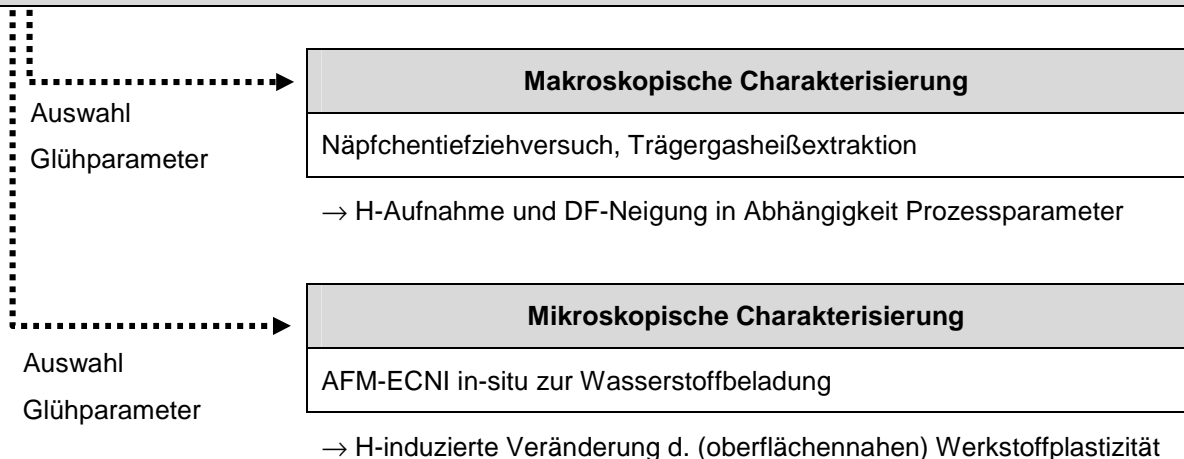 Makroskopische Charakterisierung
Auswahl
Glühparameter
Näpfchentiefziehversuch, Trägergasheißextraktion
→ H-Aufnahme und DF-Neigung in Abhängigkeit Prozessparameter
Mikroskopische Charakterisierung
Auswahl
Glühparameter
AFM-ECNI in-situ zur Wasserstoffbeladung
→ H-induzierte Veränderung d. (oberflächennahen) Werkstoffplastizität